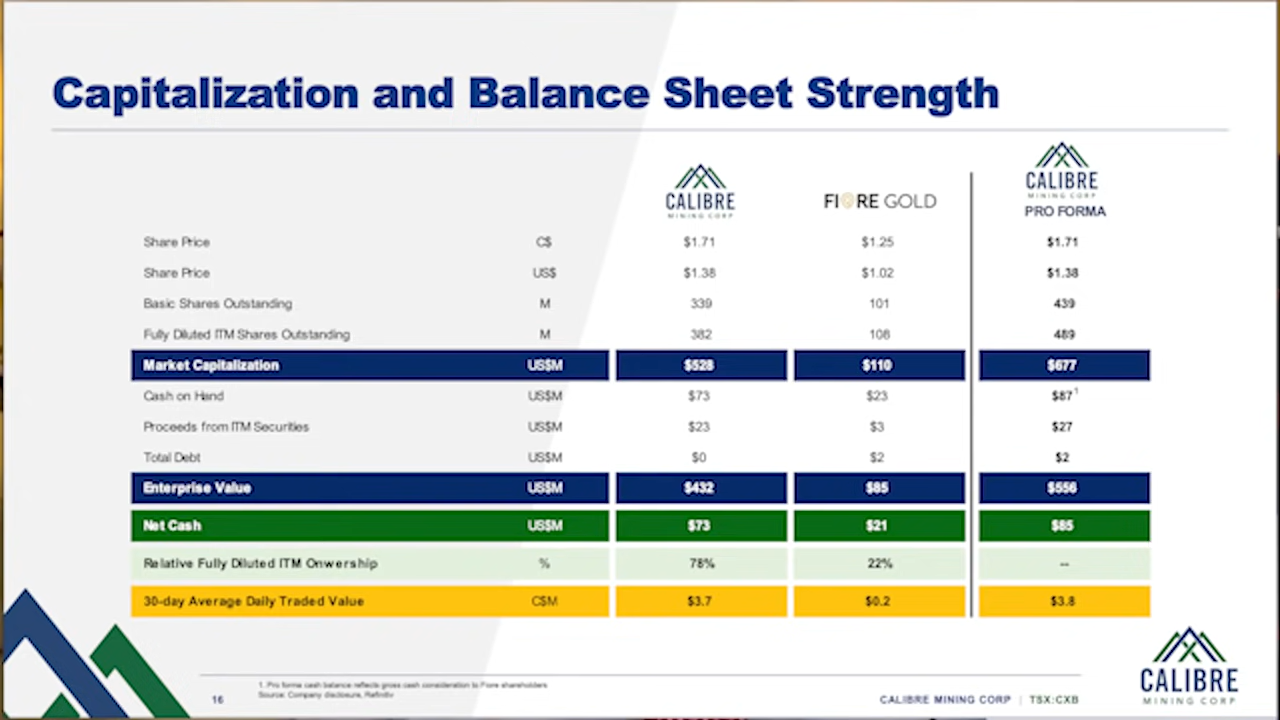 Capitalization and Balance Sheet Strength
CALIBRE
MINING CORP
FIORE GOLD
CALIBRE
MINING CORP
PRO FORMA
Share Price C$ $1.71 $1.25 $1.71
Share Price US$ $1.38 $1.02 $1.38
Basic Shares Outstanding M 339 101 439
Fully Diluted ITM Shares Outstanding M 382 108 489
Market Capitalization US$M $528 $110 $677
Cash on Hand US$M $73 $23 $87 1
Proceeds from ITM Securities US$M $23 $3 $27
Total Debt US$M $0 $2 $2
Enterprise Value US$M $432 $85 $556
Net Cash US$M $73 $21 $85
Relative Fully Diluted ITM Onwership % 78% 22% --
30-day Average Daily Traded Value C$M $3.7 $0.2 $3.8
1. Pro forma cash balance reflects gross cash consideration to Fiore shareholders
Source: Company disclosure, Refinitiv
16
CALIBRE MINING CORP | TSX:CXB
CALIBRE
MINING CORP